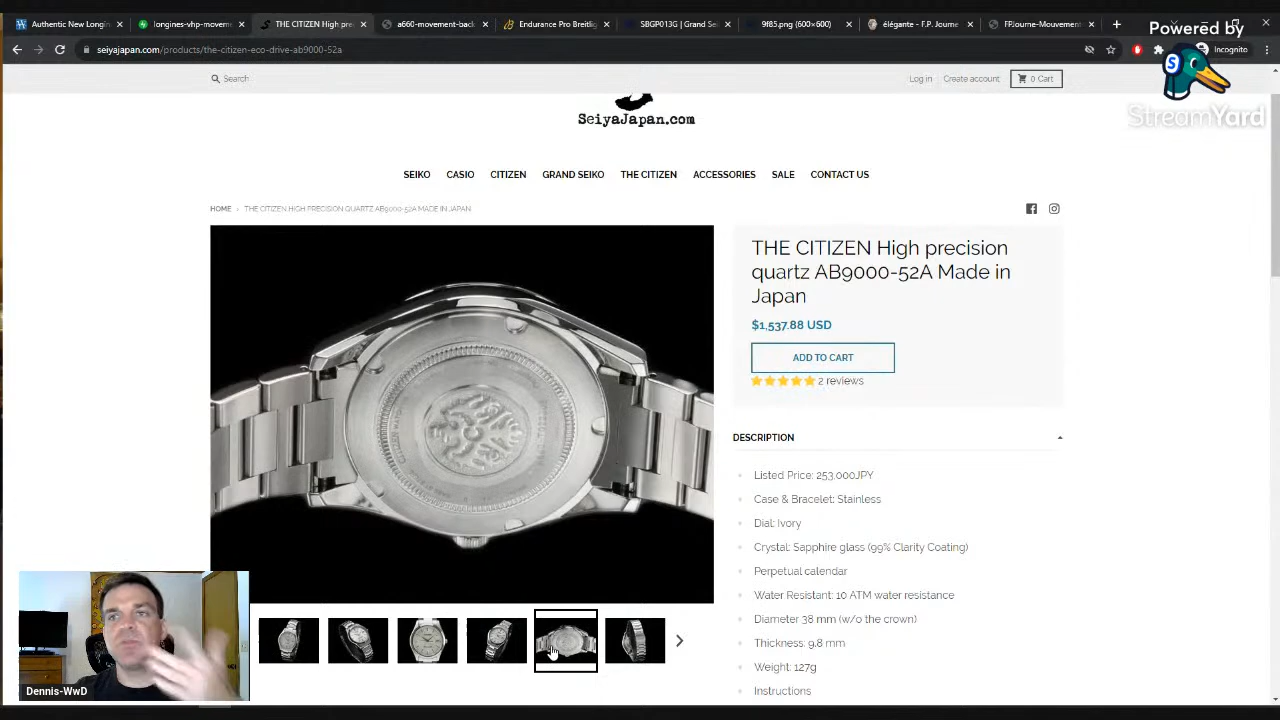 Authentic New Longin
longines-vhp-moveme
THE CITIZEN High pre
a660-movement-back
Endurance Pro Breitlig
SBGP013G | Grand Sei
9f85.png (600×600)
élégante - F.P. Journe
FPJourne-Mouvemen
seiyajapan.com/products/the-citizen-eco-drive-ab9000-52a
Incognito
Powered by
StreamYard
Search
Log in
Create account
0 Cart
SeiyaJapan.com
SEIKO
CASIO
CITIZEN
GRAND SEIKO
THE CITIZEN
ACCESSORIES
SALE
CONTACT US
HOME
THE CITIZEN HIGH PRECISION QUARTZ AB9000-52A MADE IN JAPAN
THE CITIZEN High precision
quartz AB9000-52A Made in
Japan
$1,537.88 USD
ADD TO CART
2 reviews
DESCRIPTION
Listed Price: 253,000JPY
Case & Bracelet: Stainless
Dial: Ivory
Crystal: Sapphire glass (99% Clarity Coating)
Perpetual calendar
Water Resistant: 10 ATM water resistance
Diameter 38 mm (w/o the crown)
Thickness: 9.8 mm
Weight: 127g
Instructions
Dennis-WwD